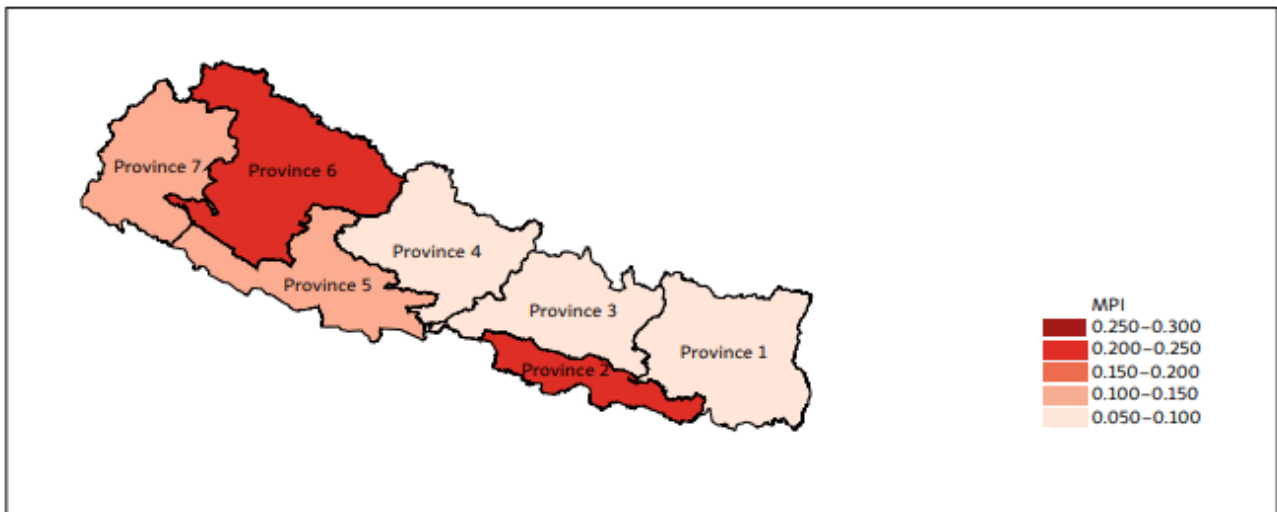 Province 7
Province 6
Province 4
Province 5
Province 3
Province 1
Province 2
MPI
0.250–0.300
0.200–0.250
0.150–0.200
0.100–0.150
0.050–0.100